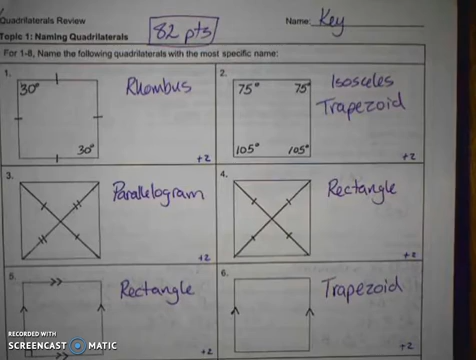 Quadrilaterals Review
82 pts
Name: Key
Topic 1: Naming Quadrilaterals
For 1-8, Name the following quadrilaterals with the most specific name:
1.
30°
30°
Rhombus
+2
2.
75° 75°
105° 105°
Isosceles
Trapezoid
+2
3.
Parallelogram
+2
4.
Rectangle
+2
5.
Rectangle
+2
6.
Trapezoid
+2
RECORDED WITH
SCREENCAST MATIC